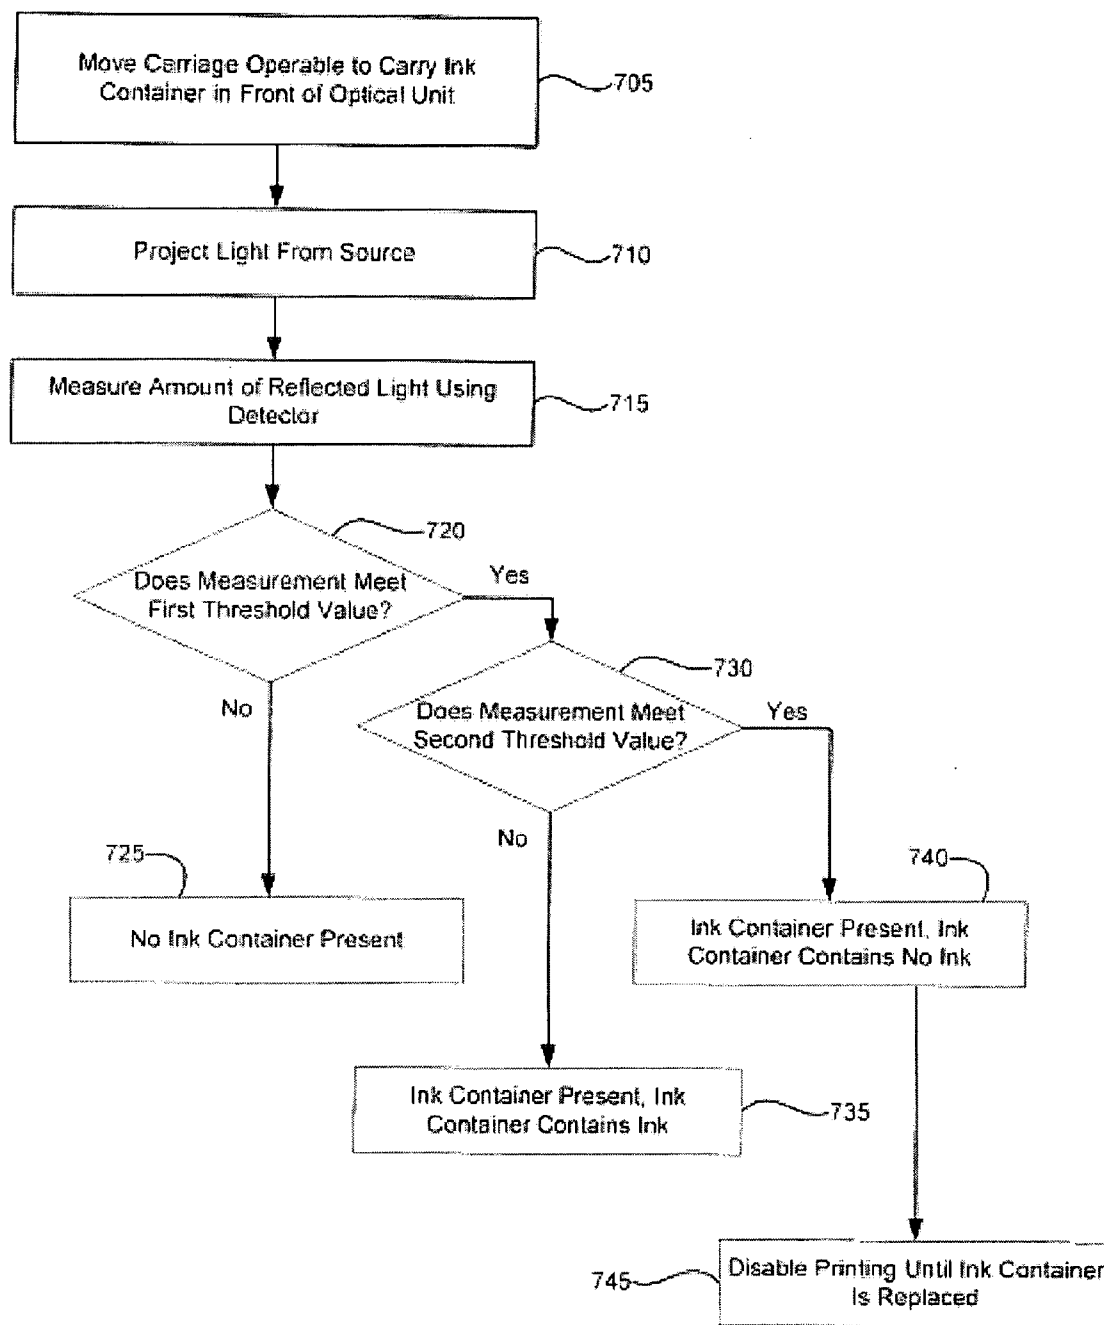 Move Carriage Operable to Carry Ink
Container in Front of Optical Unit
705
Project Light From Source
710
Measure Amount of Reflected Light Using
Detector
715
720
Does Measurement Meet
First Threshold Value?
Yes
No
730
Does Measurement Meet
Second Threshold Value?
Yes
No
725
No Ink Container Present
740
Ink Container Present, Ink
Container Contains No Ink
Ink Container Present, Ink
Container Contains Ink
735
745
Disable Printing Until Ink Container
Is Replaced